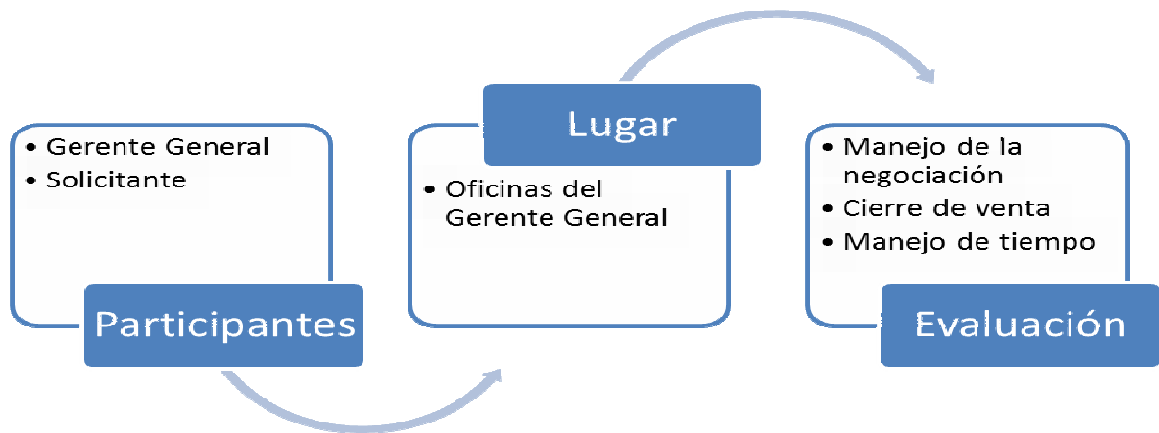 • Gerente General
• Solicitante
Participantes
Lugar
• Oficinas del
Gerente General
• Manejo de la
negociación
• Cierre de venta
• Manejo de tiempo
Evaluación